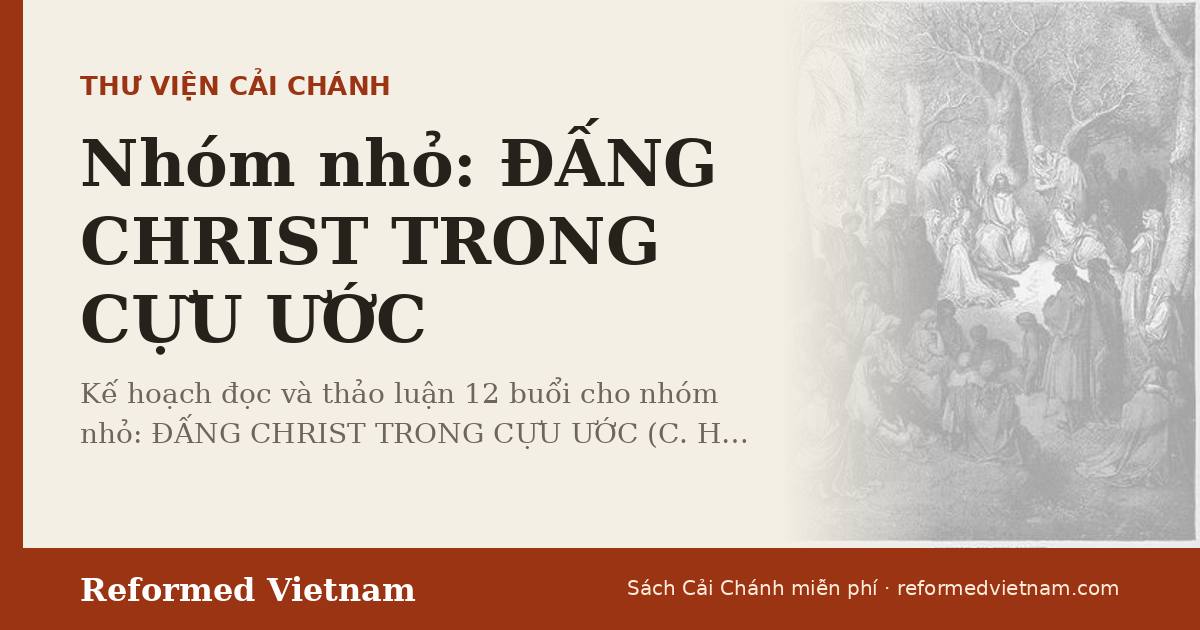 THƯ VIỆN CẢI CHÁNH
Nhóm nhỏ: ĐẤNG
CHRIST TRONG
CỰU ƯỚC
Kế hoạch đọc và thảo luận 12 buổi cho nhóm
nhỏ: ĐẤNG CHRIST TRONG CỰU ƯỚC (C. H...
Reformed Vietnam
Sách Cải Chánh miễn phí · reformedvietnam.com